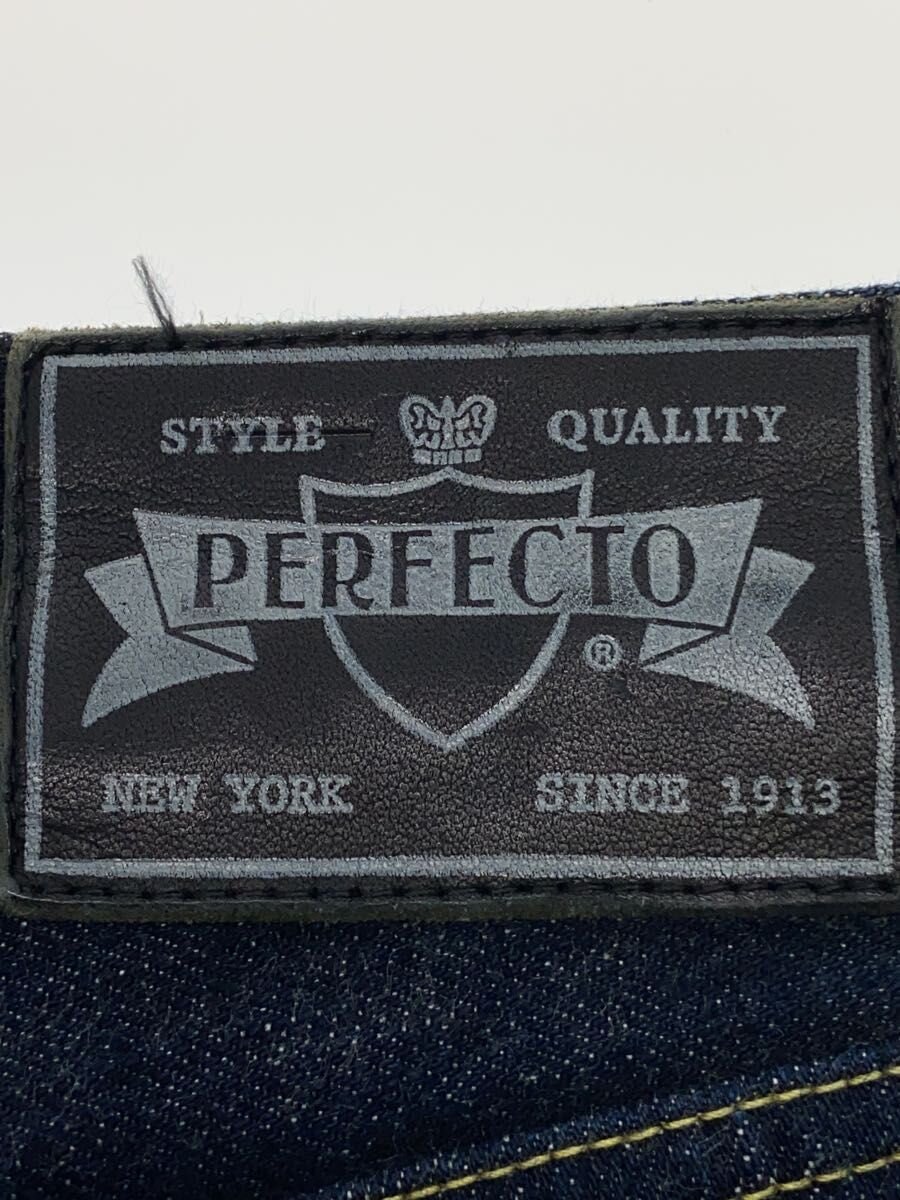 STYLE QUALITY
PERFECTO
®
NEW YORK SINCE 1913